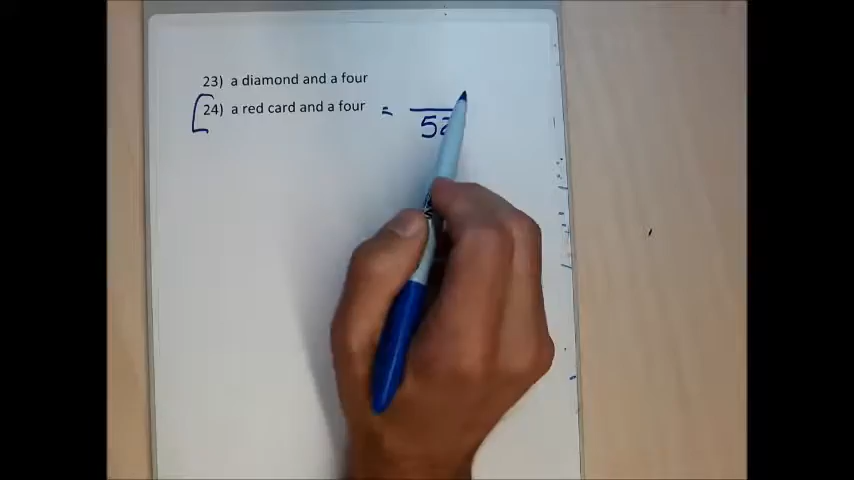 23) a diamond and a four
24) a red card and a four =
52